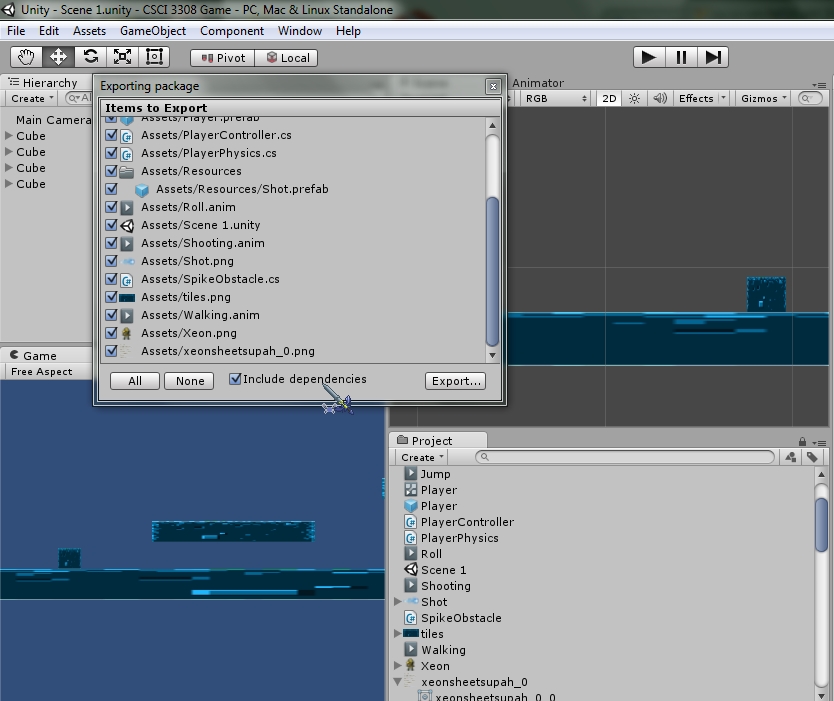 Unity - Scene 1.unity - CSCI 3308 Game - PC, Mac & Linux Standalone
File Edit Assets GameObject Component Window Help
Pivot Local
Hierarchy
Create
Main Camera
Cube
Cube
Cube
Cube
Exporting package
Items to Export
Assets/Player.prefab
Assets/PlayerController.cs
Assets/PlayerPhysics.cs
Assets/Resources
Assets/Resources/Shot.prefab
Assets/Roll.anim
Assets/Scene 1.unity
Assets/Shooting.anim
Assets/Shot.png
Assets/SpikeObstacle.cs
Assets/tiles.png
Assets/Walking.anim
Assets/Xeon.png
Assets/xeonsheetsupah_0.png
All None Include dependencies Export...
Animator
RGB 2D Effects Gizmos
Game
Free Aspect
Project
Create
Jump
Player
Player
PlayerController
PlayerPhysics
Roll
Scene 1
Shooting
Shot
SpikeObstacle
tiles
Walking
Xeon
xeonsheetsupah_0
xeonsheetsupah_0_0